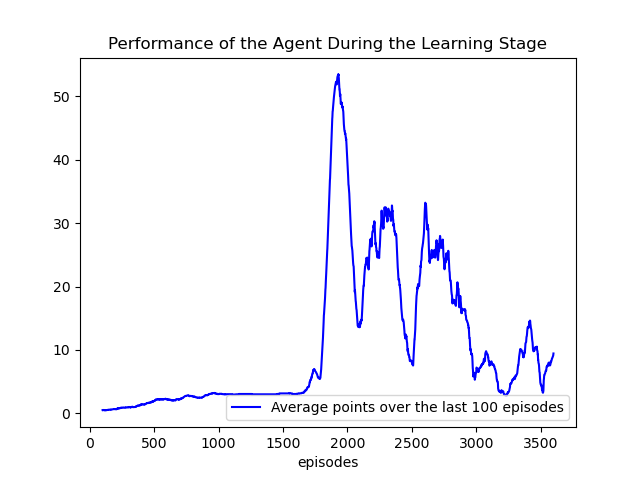 Performance of the Agent During the Learning Stage
50
40
30
20
10
0
Average points over the last 100 episodes
0 500 1000 1500 2000 2500 3000 3500
episodes